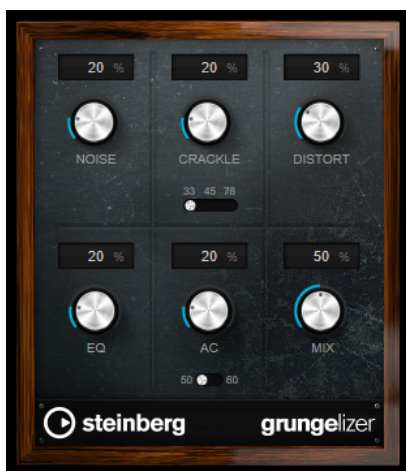 20 % 20 % 30 %
NOISE CRACKLE DISTORT
33 45 78
20 % 20 % 50 %
EQ AC MIX
50 60
steinberg grungelizer